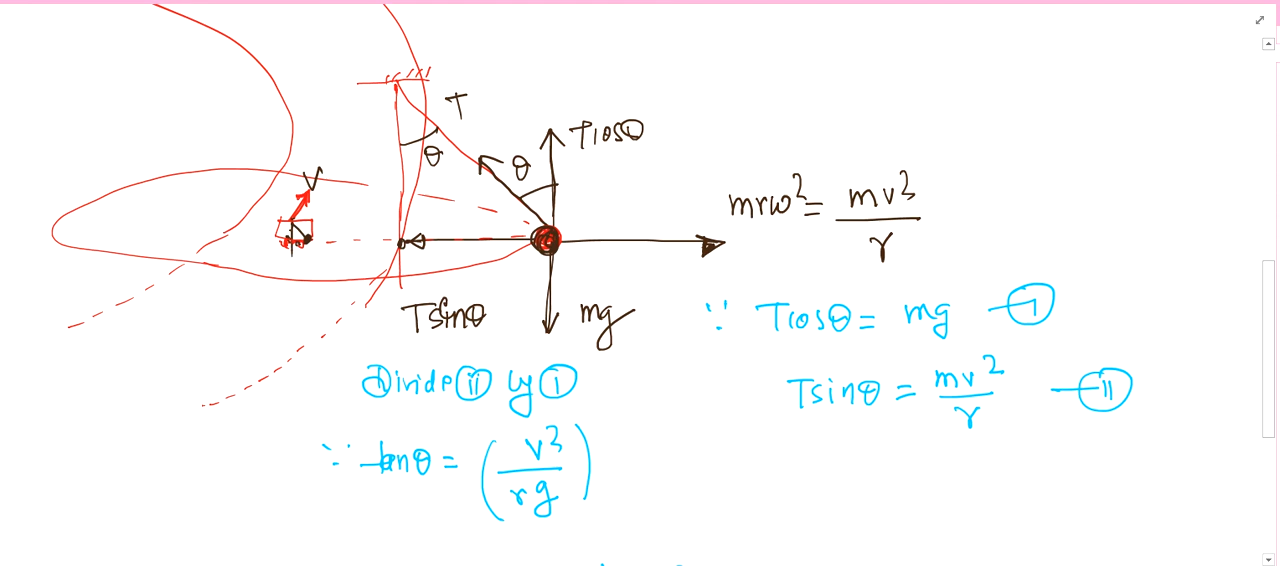 T
Tcosθ
θ
θ
V
mrω² = mv²/r
Tsinθ
mg
∵ Tcosθ = mg — I
Divide II by I
Tsinθ = mv²/r — II
∵ tanθ = (v²/rg)